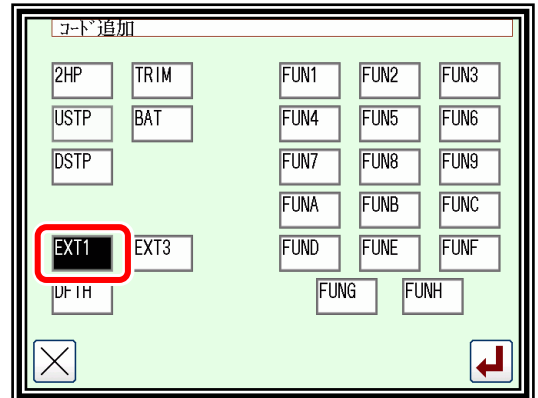 コード追加
2HP TRIM FUN1 FUN2 FUN3
USTP BAT FUN4 FUN5 FUN6
DSTP FUN7 FUN8 FUN9
FUNA FUNB FUNC
EXT1 EXT3 FUND FUNE FUNF
DFTH FUNG FUNH